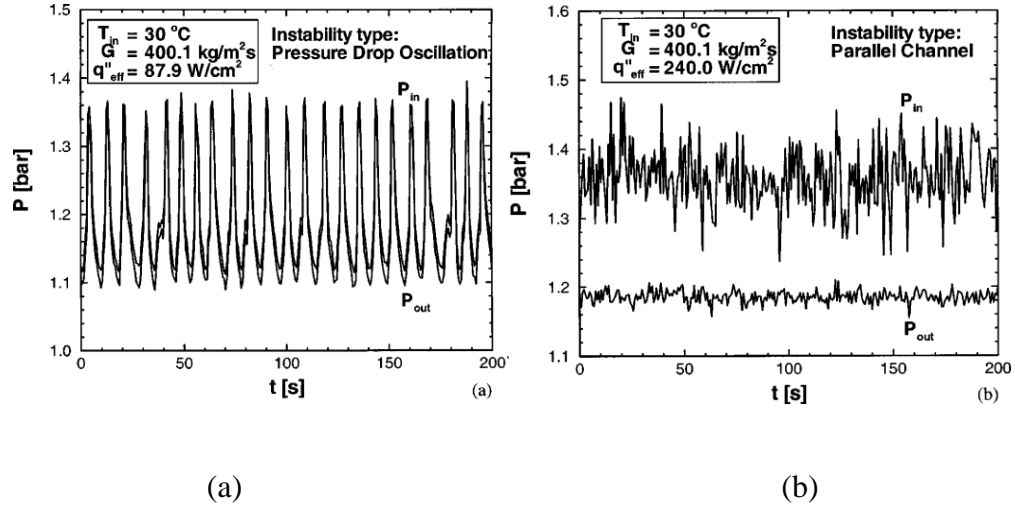 1.5
1.4
1.3
1.2
1.1
1.0
P [bar]
T_in = 30 °C
G = 400.1 kg/m²s
q"_eff = 87.9 W/cm²
Instability type:
Pressure Drop Oscillation
P_in
P_out
0 50 100 150 200
t [s]
(a)
1.6
1.5
1.4
1.3
1.2
1.1
P [bar]
T_in = 30 °C
G = 400.1 kg/m²s
q"_eff = 240.0 W/cm²
Instability type:
Parallel Channel
P_in
P_out
0 50 100 150 200
t [s]
(b)
(a) (b)